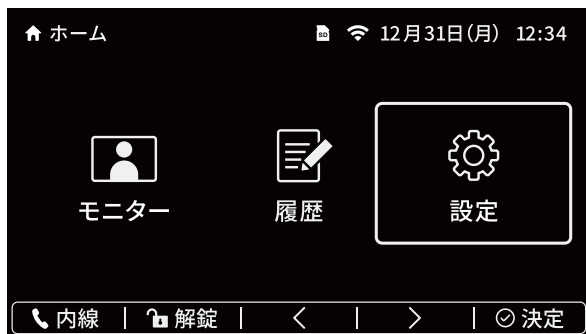 ホーム SD 12月31日(月) 12:34
モニター 履歴 設定
内線 解錠 < > 決定